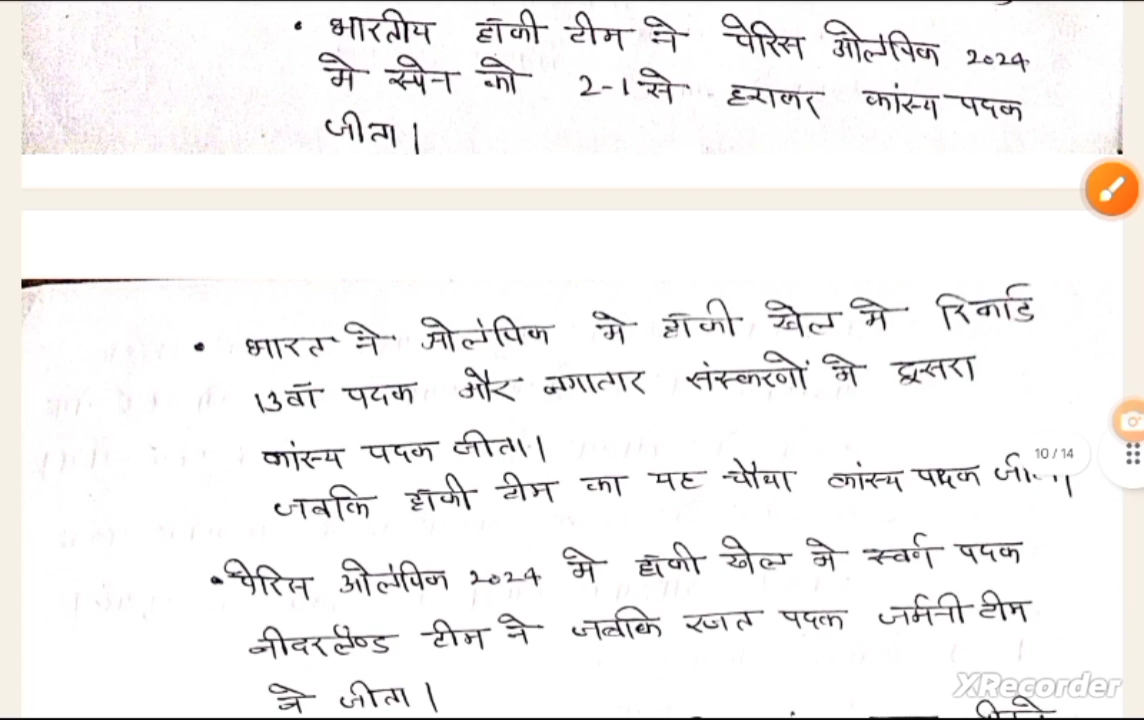 • भारतीय हॉकी टीम ने पेरिस ओलंपिक 2024
मे स्पेन को 2-1 से हराकर कांस्य पदक
जीता।
• भारत ने ओलंपिक मे हॉकी खेल मे रिकार्ड
13वॉ पदक और लगातार संस्करणों मे दूसरा
कांस्य पदक जीता।
10 / 14
जबकि हॉकी टीम का यह चौथा कांस्य पदक
• पेरिस ओलंपिक 2024 मे हॉकी खेल मे स्वर्ण पदक
नीदरलैण्ड टीम ने जबकि रजत पदक जर्मनी टीम
ने जीता।
XRecorder